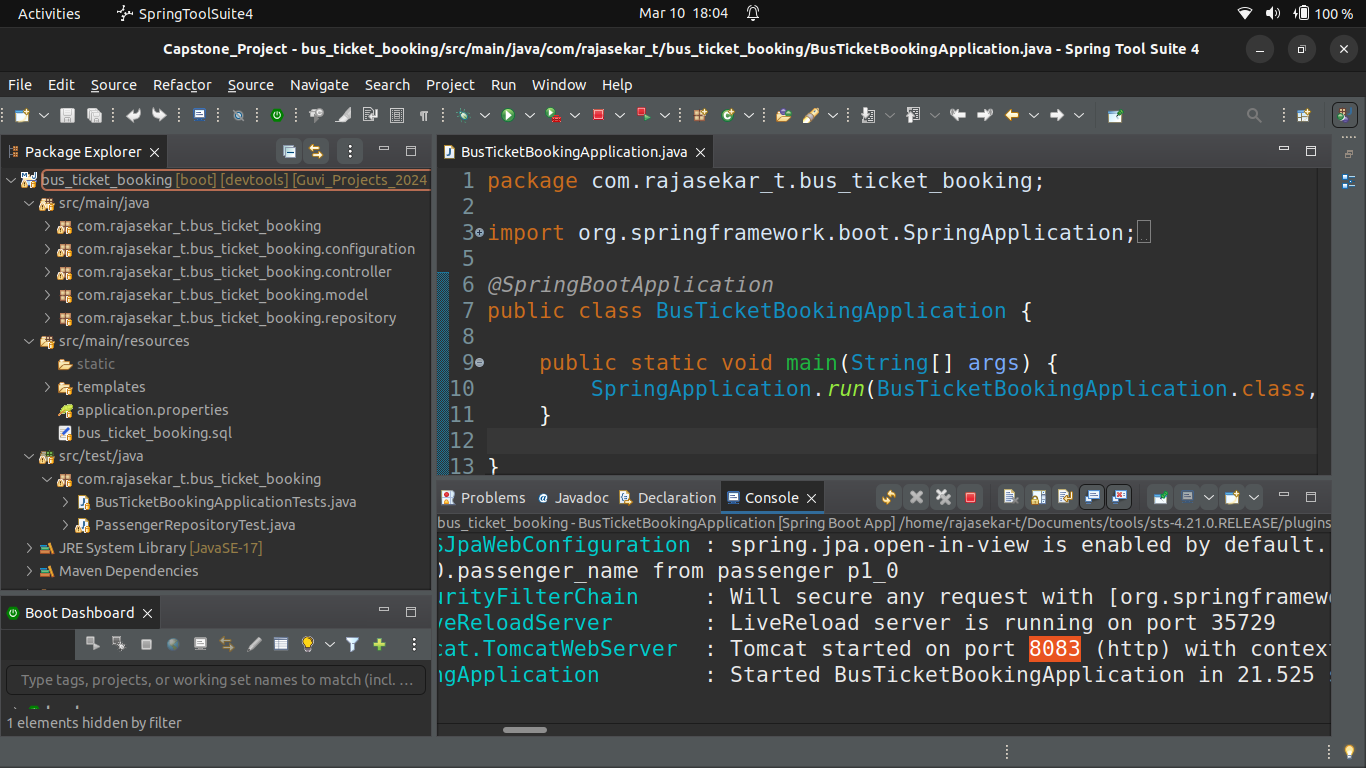 Activities SpringToolSuite4 Mar 10 18:04 100 %
Capstone_Project - bus_ticket_booking/src/main/java/com/rajasekar_t/bus_ticket_booking/BusTicketBookingApplication.java - Spring Tool Suite 4
File Edit Source Refactor Source Navigate Search Project Run Window Help
Package Explorer
bus_ticket_booking [boot] [devtools] [Guvi_Projects_2024
src/main/java
com.rajasekar_t.bus_ticket_booking
com.rajasekar_t.bus_ticket_booking.configuration
com.rajasekar_t.bus_ticket_booking.controller
com.rajasekar_t.bus_ticket_booking.model
com.rajasekar_t.bus_ticket_booking.repository
src/main/resources
static
templates
application.properties
bus_ticket_booking.sql
src/test/java
com.rajasekar_t.bus_ticket_booking
BusTicketBookingApplicationTests.java
PassengerRepositoryTest.java
JRE System Library [JavaSE-17]
Maven Dependencies
Boot Dashboard
Type tags, projects, or working set names to match (incl. ...
1 elements hidden by filter
BusTicketBookingApplication.java
1 package com.rajasekar_t.bus_ticket_booking;
2
3 import org.springframework.boot.SpringApplication;
5
6 @SpringBootApplication
7 public class BusTicketBookingApplication {
8
9 public static void main(String[] args) {
10 SpringApplication.run(BusTicketBookingApplication.class,
11 }
12
13 }
Problems Javadoc Declaration Console
bus_ticket_booking - BusTicketBookingApplication [Spring Boot App] /home/rajasekar-t/Documents/tools/sts-4.21.0.RELEASE/plugins
sJpaWebConfiguration : spring.jpa.open-in-view is enabled by default.
0.passenger_name from passenger p1_0
urityFilterChain : Will secure any request with [org.springframew
veReloadServer : LiveReload server is running on port 35729
cat.TomcatWebServer : Tomcat started on port 8083 (http) with context
ngApplication : Started BusTicketBookingApplication in 21.525